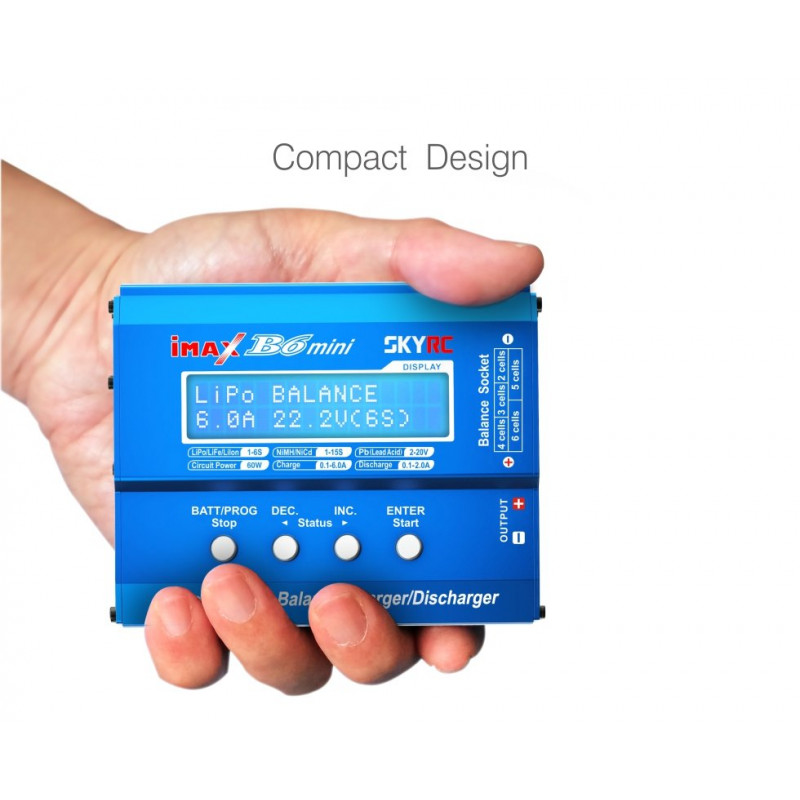 Compact Design
iMAX B6 mini
SKYRC
DISPLAY
LiPo BALANCE
6.0A 22.2V(6S)
LiPo/LiFe/LiIon 1-6S NiMH/NiCd 1-15S Pb(Lead Acid) 2-20V
Circuit Power 60W Charge 0.1-6.0A Discharge 0.1-2.0A
Balance Socket
4 cells 3 cells 2 cells
6 cells 5 cells
OUTPUT
BATT/PROG DEC. INC. ENTER
Stop ◄ Status ► Start
/Discharger